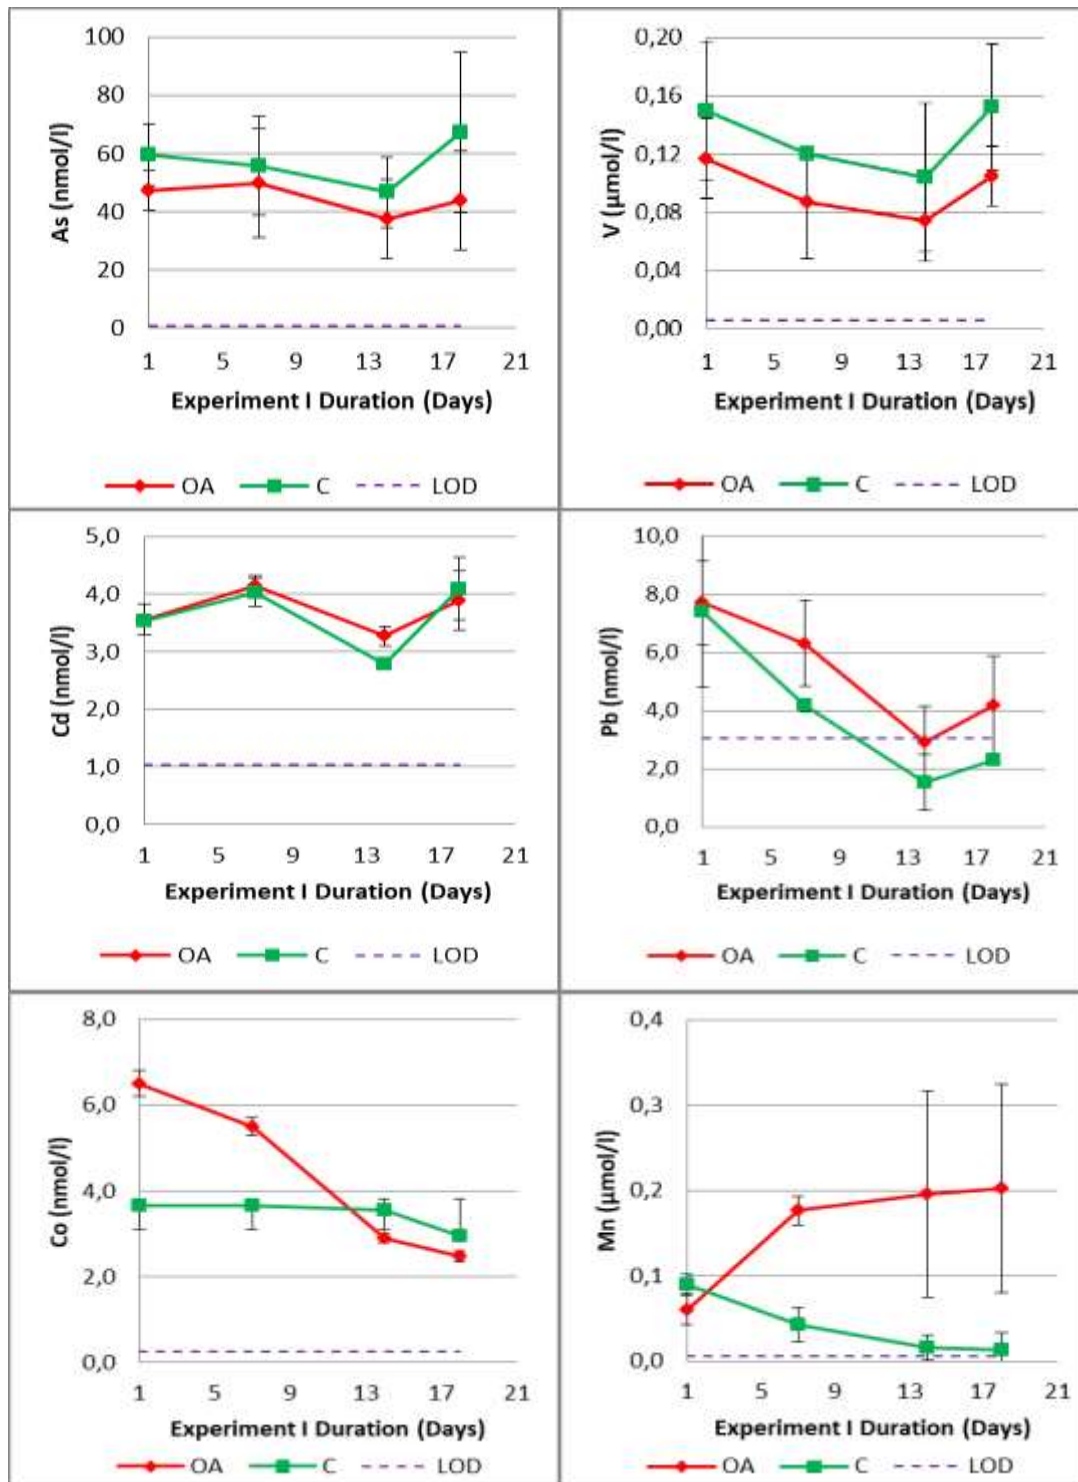 As (nmol/l)
100
80
60
40
20
0
1 5 9 13 17 21
Experiment I Duration (Days)
OA C LOD
V (µmol/l)
0,20
0,16
0,12
0,08
0,04
0,00
1 5 9 13 17 21
Experiment I Duration (Days)
OA C LOD
Cd (nmol/l)
5,0
4,0
3,0
2,0
1,0
0,0
1 5 9 13 17 21
Experiment I Duration (Days)
OA C LOD
Pb (nmol/l)
10,0
8,0
6,0
4,0
2,0
0,0
1 5 9 13 17 21
Experiment I Duration (Days)
OA C LOD
Co (nmol/l)
8,0
6,0
4,0
2,0
0,0
1 5 9 13 17 21
Experiment I Duration (Days)
OA C LOD
Mn (µmol/l)
0,4
0,3
0,2
0,1
0,0
1 5 9 13 17 21
Experiment I Duration (Days)
OA C LOD